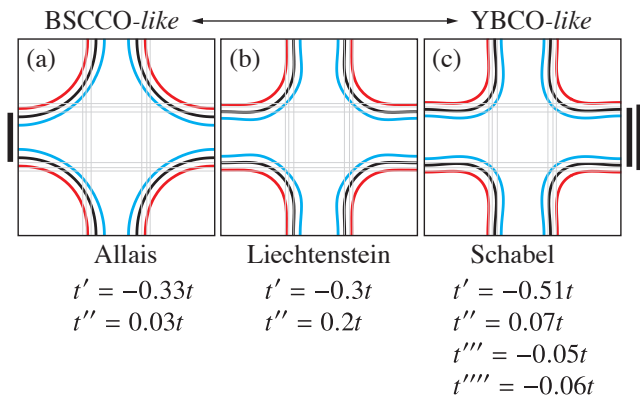 BSCCO-like YBCO-like
(a) (b) (c)
Allais Liechtenstein Schabel
t′ = −0.33t t′ = −0.3t t′ = −0.51t
t″ = 0.03t t″ = 0.2t t″ = 0.07t
t‴ = −0.05t
t⁗ = −0.06t